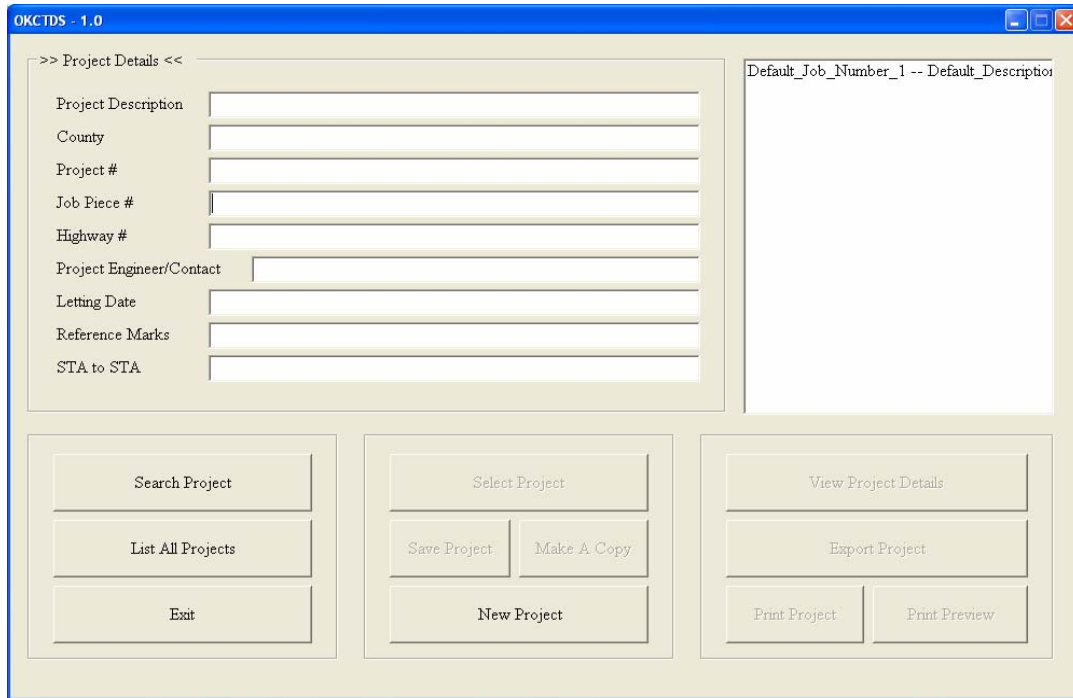 OKCTDS - 1.0
>> Project Details <<
Project Description
County
Project #
Job Piece #
Highway #
Project Engineer/Contact
Letting Date
Reference Marks
STA to STA
Default_Job_Number_1 -- Default_Description
Search Project
List All Projects
Exit
Select Project
Save Project
Make A Copy
New Project
View Project Details
Export Project
Print Project
Print Preview